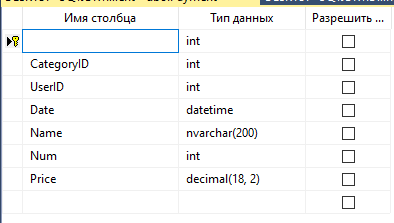 Имя столбца Тип данных Разрешить ...
int
CategoryID int
UserID int
Date datetime
Name nvarchar(200)
Num int
Price decimal(18, 2)